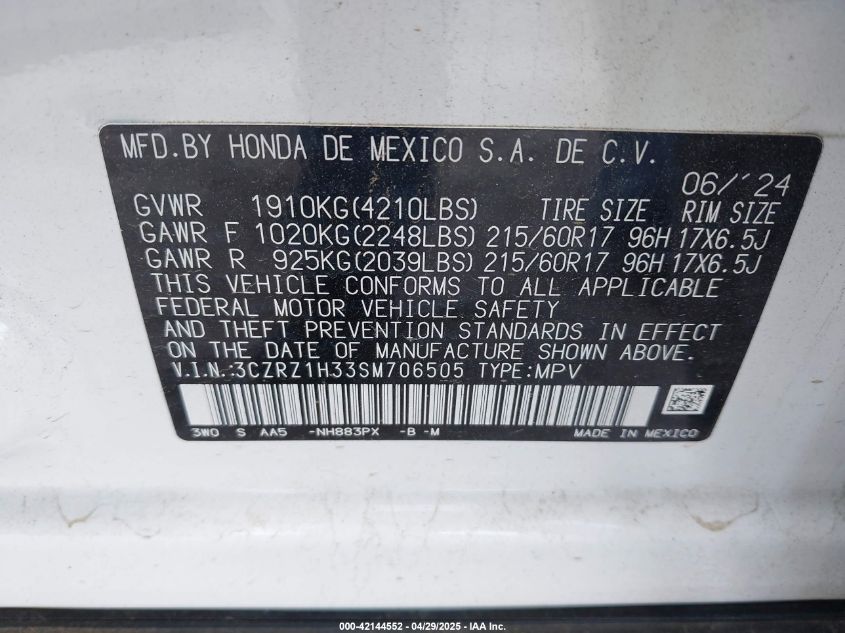 MFD.BY HONDA DE MEXICO S.A. DE C.V.
06/'24
GVWR 1910KG(4210LBS) TIRE SIZE RIM SIZE
GAWR F 1020KG(2248LBS) 215/60R17 96H 17X6.5J
GAWR R 925KG(2039LBS) 215/60R17 96H 17X6.5J
THIS VEHICLE CONFORMS TO ALL APPLICABLE
FEDERAL MOTOR VEHICLE SAFETY
AND THEFT PREVENTION STANDARDS IN EFFECT
ON THE DATE OF MANUFACTURE SHOWN ABOVE.
V.I.N.:3CZRZ1H33SM706505 TYPE:MPV
3W0 S AA5 -NH883PX -B -M MADE IN MEXICO
000-42144552 - 04/29/2025 - IAA Inc.